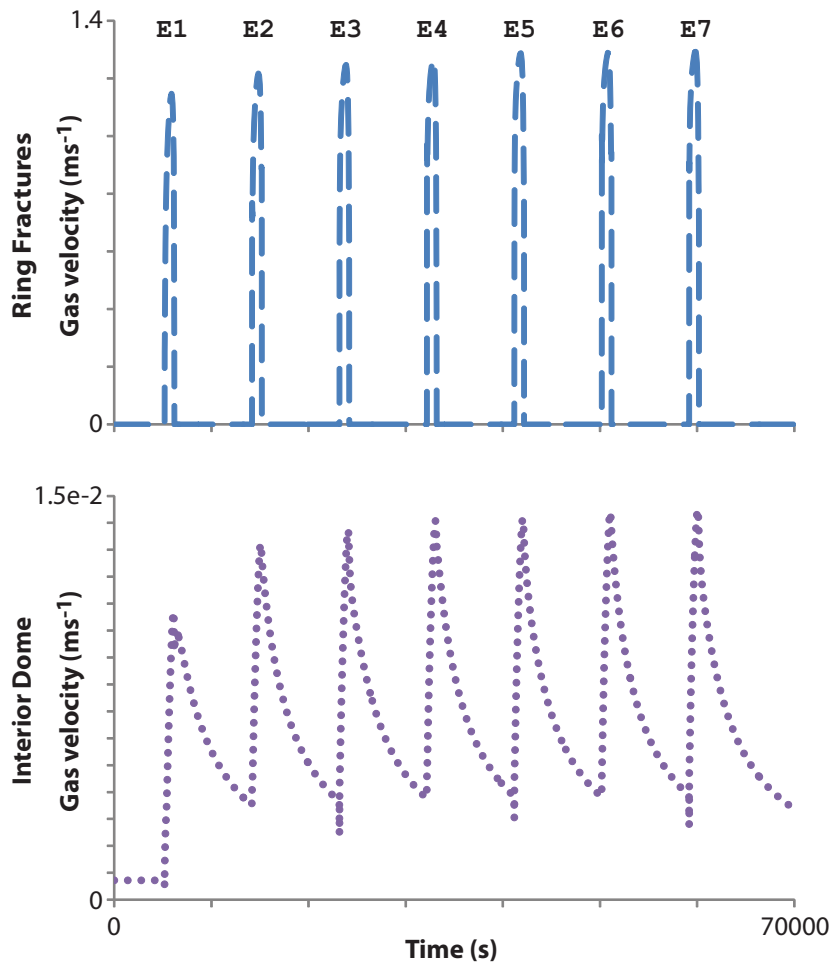 1.4
E1 E2 E3 E4 E5 E6 E7
Ring Fractures
Gas velocity (ms⁻¹)
0
1.5e-2
Interior Dome
Gas velocity (ms⁻¹)
0
0 70000
Time (s)